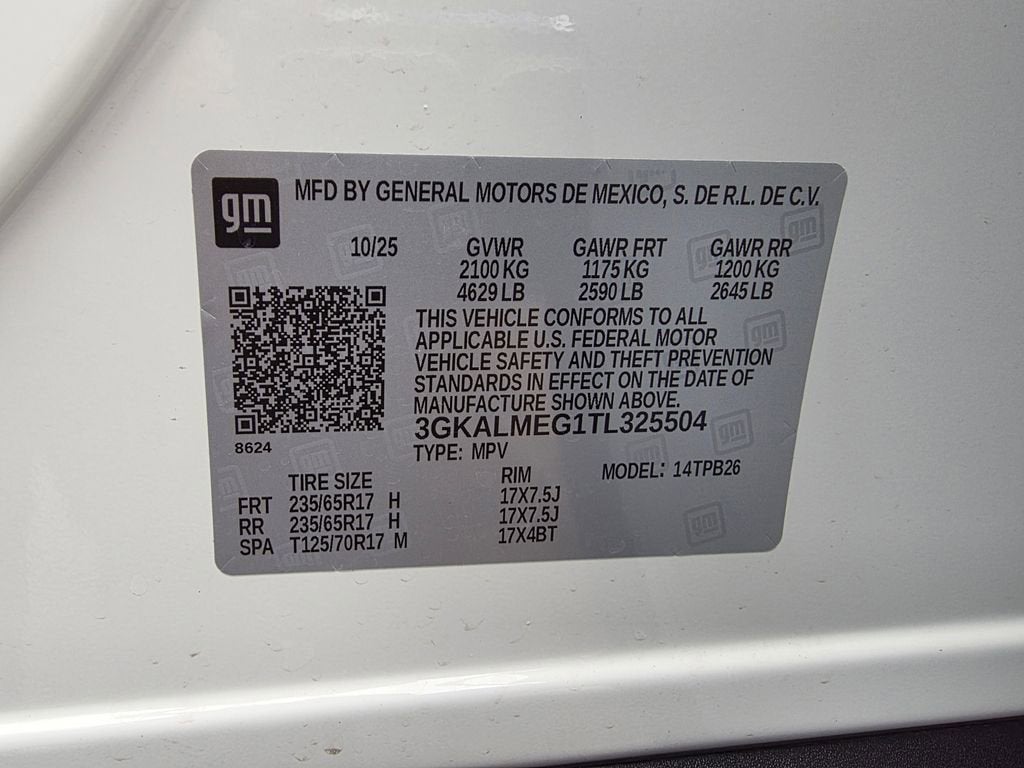 gm MFD BY GENERAL MOTORS DE MEXICO, S. DE R.L. DE C.V.
10/25 GVWR GAWR FRT GAWR RR
2100 KG 1175 KG 1200 KG
4629 LB 2590 LB 2645 LB
THIS VEHICLE CONFORMS TO ALL
APPLICABLE U.S. FEDERAL MOTOR
VEHICLE SAFETY AND THEFT PREVENTION
STANDARDS IN EFFECT ON THE DATE OF
MANUFACTURE SHOWN ABOVE.
3GKALMEG1TL325504
8624
TYPE: MPV
TIRE SIZE RIM MODEL: 14TPB26
FRT 235/65R17 H 17X7.5J
RR 235/65R17 H 17X7.5J
SPA T125/70R17 M 17X4BT